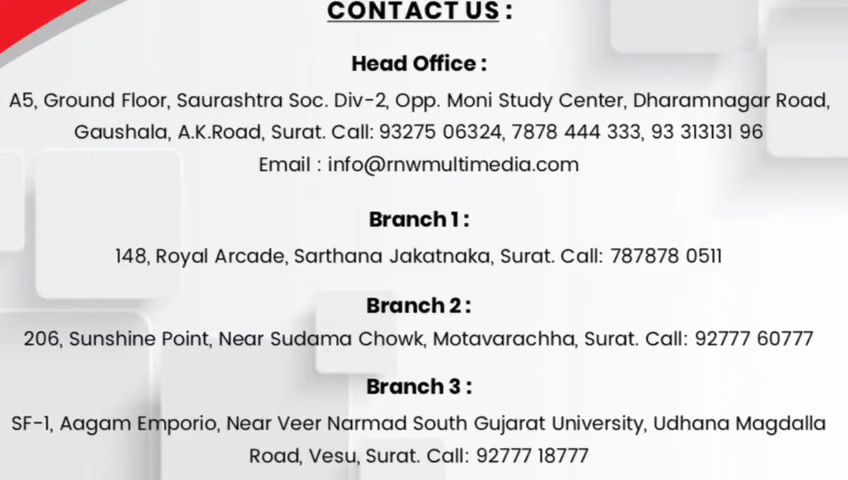 CONTACT US :
Head Office :
A5, Ground Floor, Saurashtra Soc. Div-2, Opp. Moni Study Center, Dharamnagar Road,
Gaushala, A.K.Road, Surat. Call: 93275 06324, 7878 444 333, 93 313131 96
Email : info@rnwmultimedia.com
Branch 1 :
148, Royal Arcade, Sarthana Jakatnaka, Surat. Call: 787878 0511
Branch 2 :
206, Sunshine Point, Near Sudama Chowk, Motavarachha, Surat. Call: 92777 60777
Branch 3 :
SF-1, Aagam Emporio, Near Veer Narmad South Gujarat University, Udhana Magdalla
Road, Vesu, Surat. Call: 92777 18777